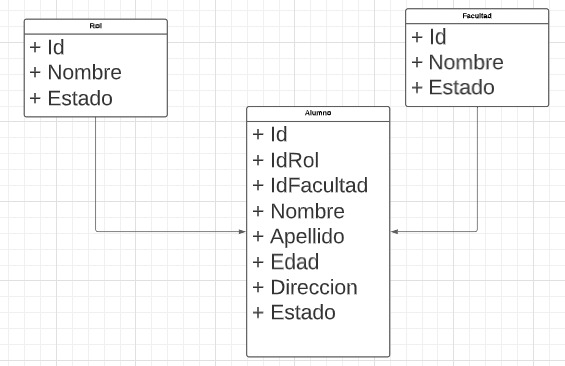 Rol
+ Id
+ Nombre
+ Estado
Facultad
+ Id
+ Nombre
+ Estado
Alumno
+ Id
+ IdRol
+ IdFacultad
+ Nombre
+ Apellido
+ Edad
+ Direccion
+ Estado